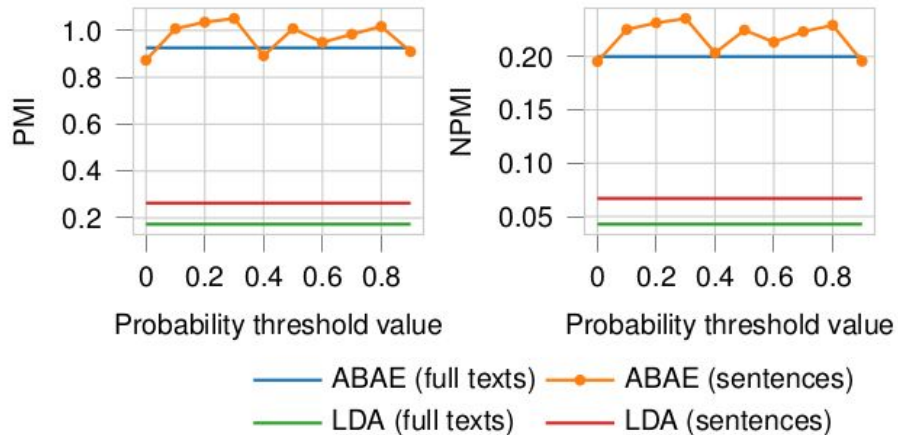 PMI
1.0
0.8
0.6
0.4
0.2
0 0.2 0.4 0.6 0.8
Probability threshold value
NPMI
0.20
0.15
0.10
0.05
0 0.2 0.4 0.6 0.8
Probability threshold value
ABAE (full texts) ABAE (sentences)
LDA (full texts) LDA (sentences)